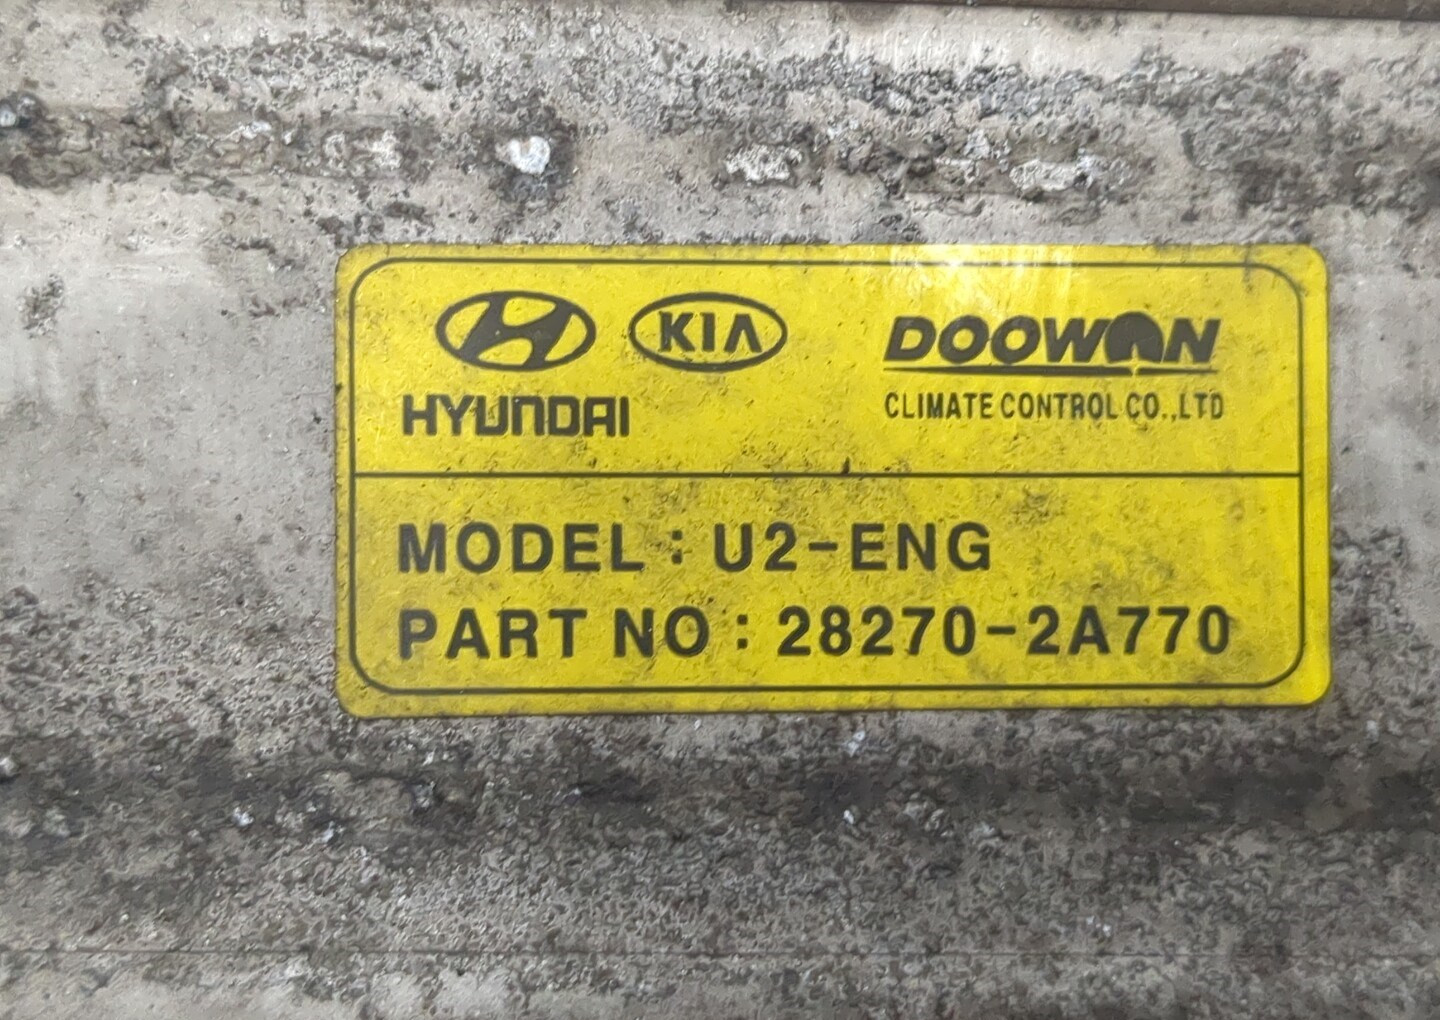 KIA DOOWON
HYUNDAI CLIMATE CONTROL CO.,LTD
MODEL : U2-ENG
PART NO : 28270-2A770